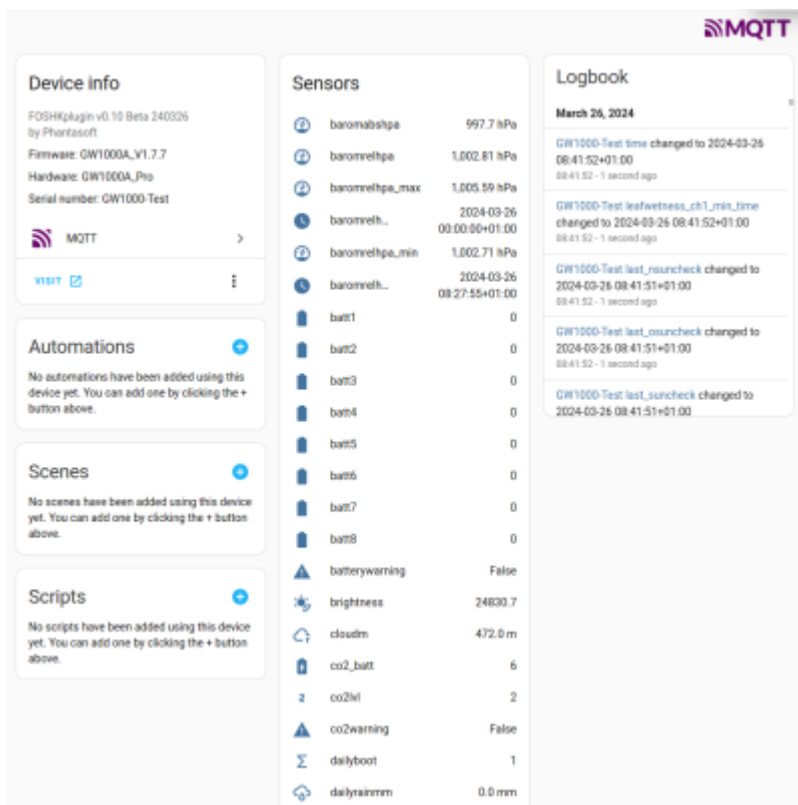 MQTT
Device info
FOSHKplugin v0.10 Beta 240326
by Phantasoft
Firmware: GW1000A_V1.7.7
Hardware: GW1000A_Pro
Serial number: GW1000-Test
MQTT
VISIT
Automations
No automations have been added using this
device yet. You can add one by clicking the +
button above.
Scenes
No scenes have been added using this device
yet. You can add one by clicking the + button
above.
Scripts
No scripts have been added using this device
yet. You can add one by clicking the + button
above.
Sensors
baromabshpa 997.7 hPa
baromrelhpa 1,002.81 hPa
baromrelhpa_max 1,005.59 hPa
baromrelh... 2024-03-26
00:00:00+01:00
baromrelhpa_min 1,002.71 hPa
baromrelh... 2024-03-26
08:27:55+01:00
batt1 0
batt2 0
batt3 0
batt4 0
batt5 0
batt6 0
batt7 0
batt8 0
batterywarning False
brightness 24830.7
cloudm 472.0 m
co2_batt 6
2 co2lvl 2
co2warning False
dailyboot 1
dailyrainmm 0.0 mm
Logbook
March 26, 2024
GW1000-Test time changed to 2024-03-26
08:41:52+01:00
08:41:52 - 1 second ago
GW1000-Test leafwetness_ch1_min_time
changed to 2024-03-26 08:41:52+01:00
08:41:52 - 1 second ago
GW1000-Test last_nsuncheck changed to
2024-03-26 08:41:51+01:00
08:41:52 - 1 second ago
GW1000-Test last_osuncheck changed to
2024-03-26 08:41:51+01:00
08:41:52 - 1 second ago
GW1000-Test last_suncheck changed to
2024-03-26 08:41:51+01:00